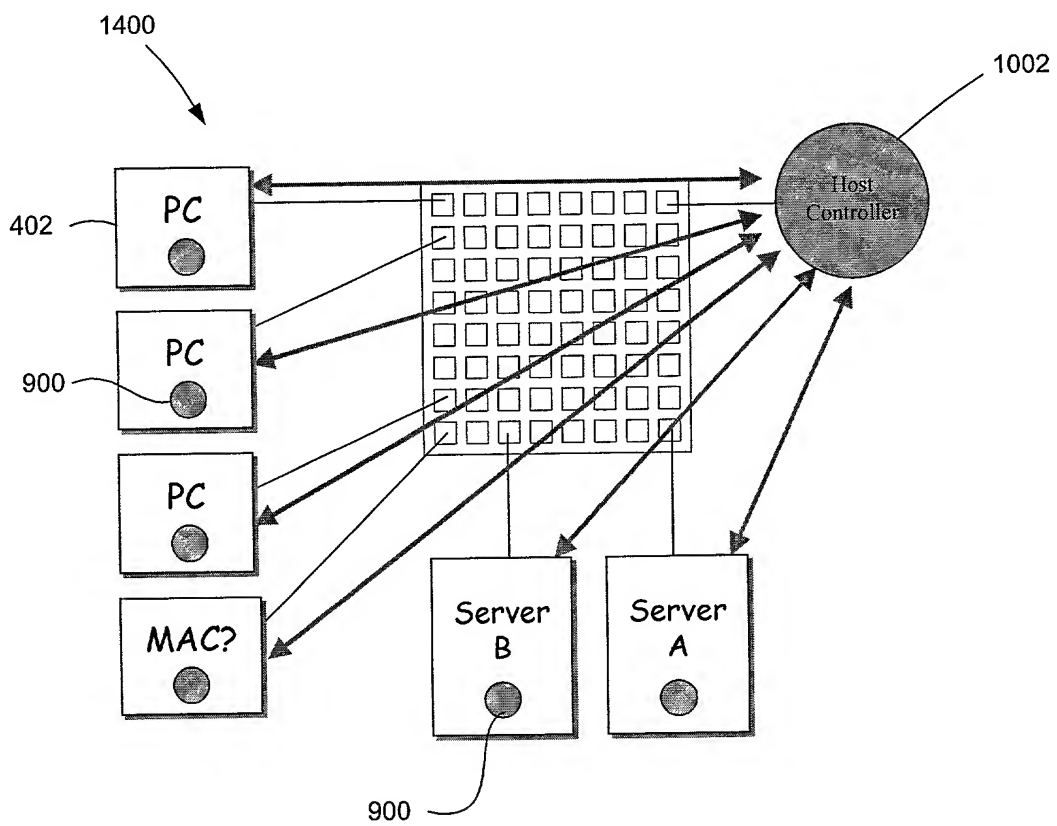 1400
1002
PC
Host
Controller
402
PC
900
PC
MAC?
Server
B
Server
A
900